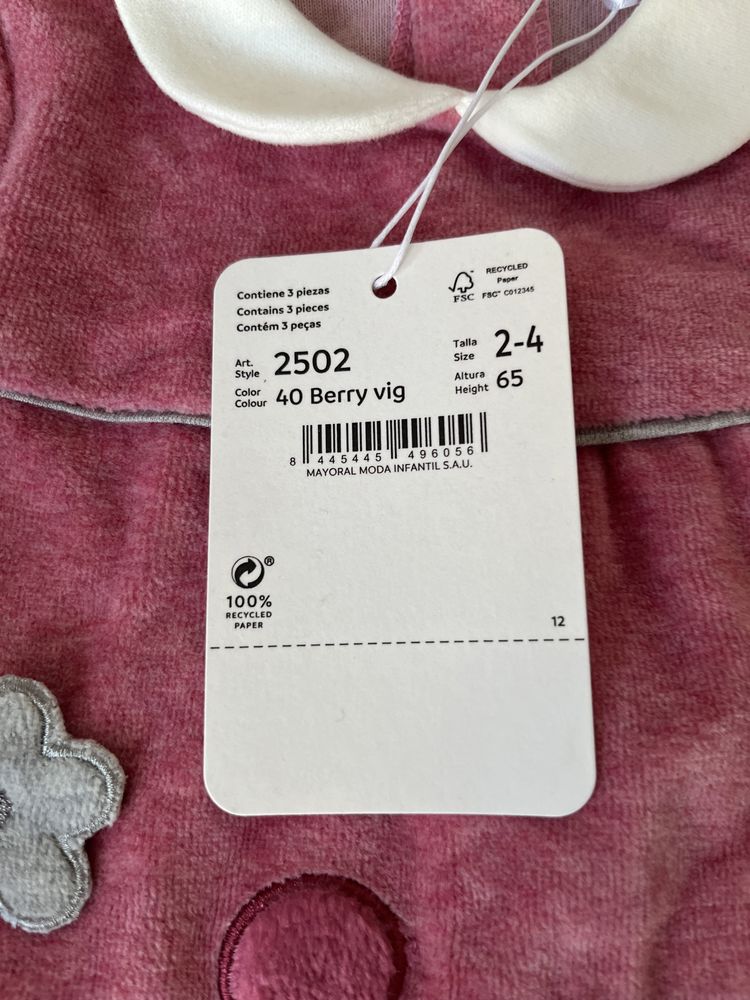 Contiene 3 piezas
Contains 3 pieces
Contém 3 peças
FSC
RECYCLED
Paper
FSC™ C012345
Art.
Style
2502
Talla
Size
2-4
Color
Colour
40 Berry vig
Altura
Height
65
8 445445 496056
MAYORAL MODA INFANTIL S.A.U.
®
100%
RECYCLED
PAPER
12